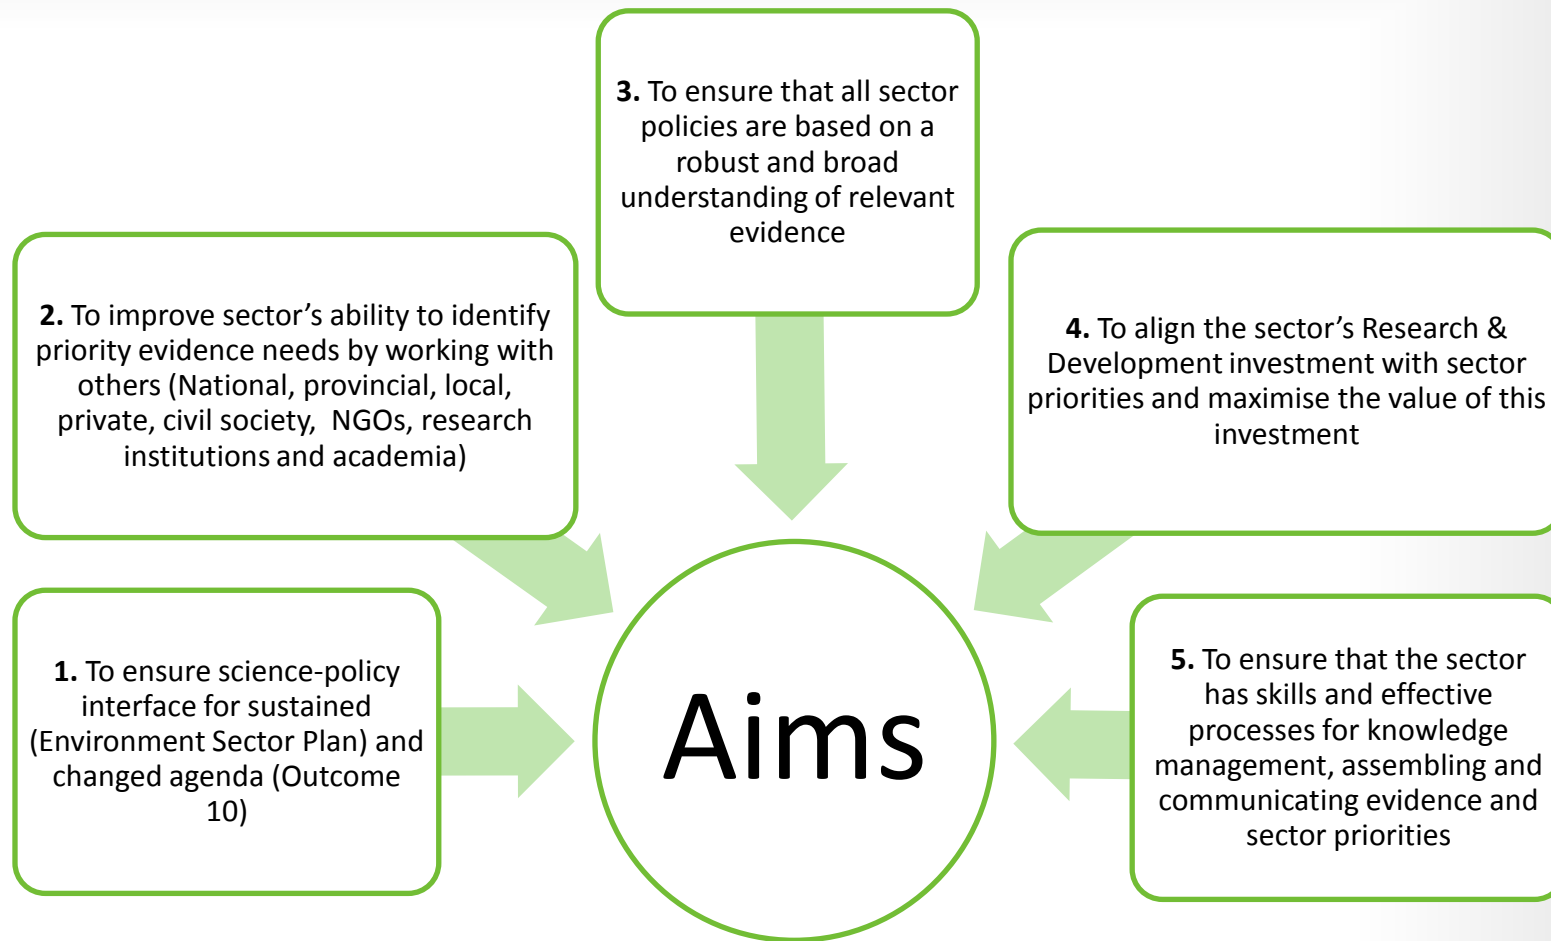 1. To ensure science-policy
interface for sustained
(Environment Sector Plan) and
changed agenda (Outcome
10)
2. To improve sector’s ability to identify
priority evidence needs by working with
others (National, provincial, local,
private, civil society,  NGOs, research
institutions and academia)
3. To ensure that all sector
policies are based on a
robust and broad
understanding of relevant
evidence
4. To align the sector’s Research &
Development investment with sector
priorities and maximise the value of this
investment
5. To ensure that the sector
has skills and effective
processes for knowledge
management, assembling and
communicating evidence and
sector priorities
Aims